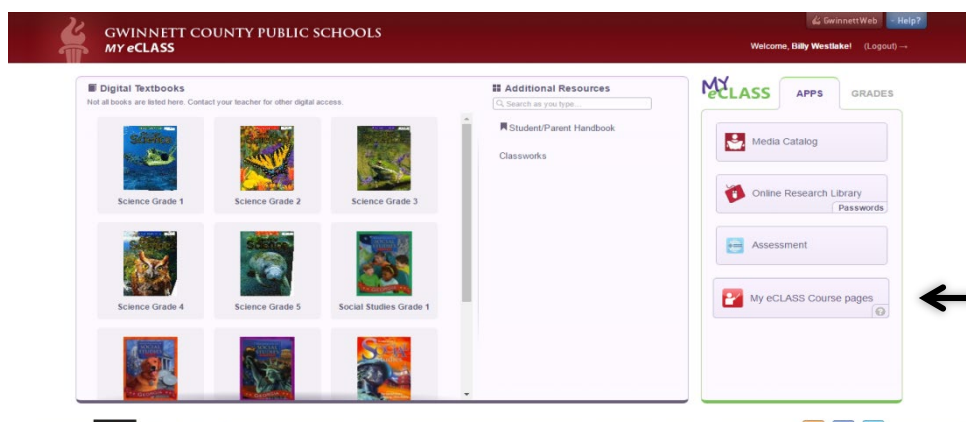 GwinnettWeb
Help?
GWINNETT COUNTY PUBLIC SCHOOLS
MY eCLASS
Welcome, Billy Westlake! (Logout) →
Digital Textbooks
Not all books are listed here. Contact your teacher for other digital access.
Science Grade 1
Science Grade 2
Science Grade 3
Science Grade 4
Science Grade 5
Social Studies Grade 1
Additional Resources
Search as you type...
Student/Parent Handbook
Classworks
MY eCLASS
APPS
GRADES
Media Catalog
Online Research Library
Passwords
Assessment
My eCLASS Course pages
?